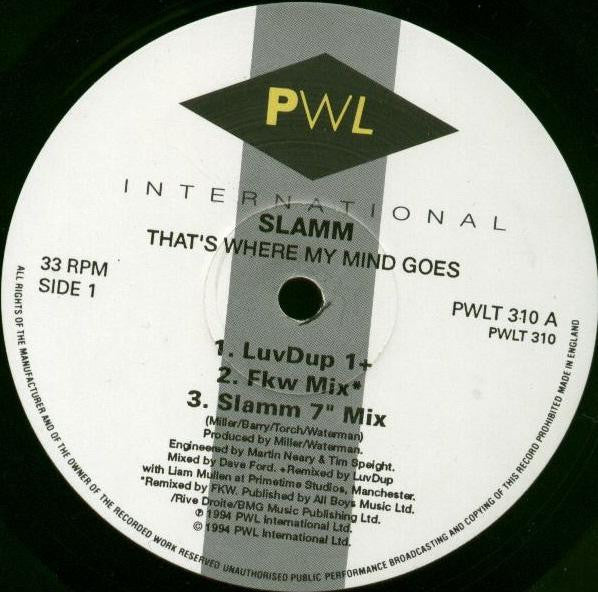 PWL
INTERNATIONAL
SLAMM
THAT'S WHERE MY MIND GOES
33 RPM
SIDE 1
PWLT 310 A
PWLT 310
1. LuvDup 1+
2. Fkw Mix*
3. Slamm 7" Mix
(Miller/Barry/Torch/Waterman)
Produced by Miller/Waterman.
Engineered by Martin Neary & Tim Speight.
Mixed by Dave Ford. +Remixed by LuvDup
with Liam Mullen at Primetime Studios, Manchester.
*Remixed by FKW. Published by All Boys Music Ltd.
/Rive Droite/BMG Music Publishing Ltd.
℗ 1994 PWL International Ltd.
© 1994 PWL International Ltd.
ALL RIGHTS OF THE MANUFACTURER AND OF THE OWNER OF THE RECORDED WORK RESERVED UNAUTHORISED PUBLIC PERFORMANCE BROADCASTING AND COPYING OF THIS RECORD PROHIBITED MADE IN ENGLAND